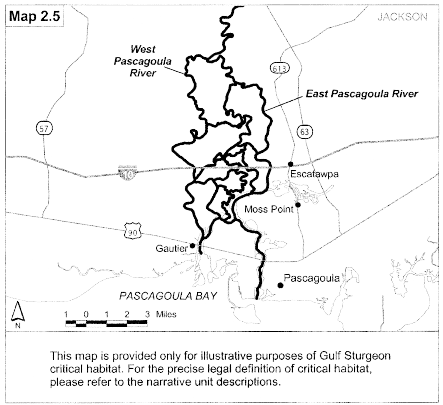 Map 2.5
JACKSON
West
Pascagoula
River
613
East Pascagoula River
57
63
Escatawpa
Moss Point
90
Gautier
Pascagoula
PASCAGOULA BAY
N
1 0 1 2 3 Miles
This map is provided only for illustrative purposes of Gulf Sturgeon
critical habitat. For the precise legal definition of critical habitat,
please refer to the narrative unit descriptions.